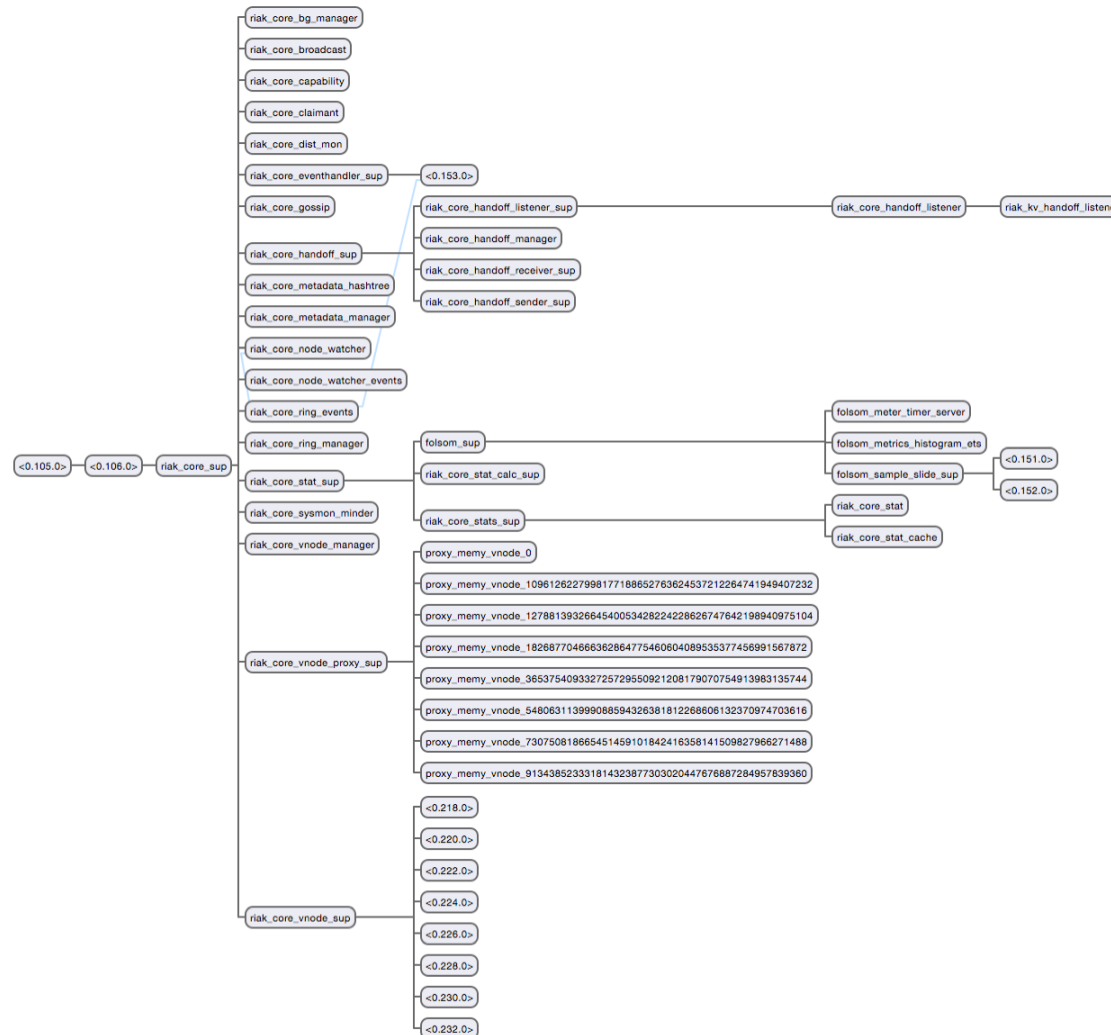 riak_core_bg_manager
riak_core_broadcast
riak_core_capability
riak_core_claimant
riak_core_dist_mon
riak_core_eventhandler_sup
<0.153.0>
riak_core_gossip
riak_core_handoff_listener_sup
riak_core_handoff_listener
riak_kv_handoff_listene
riak_core_handoff_manager
riak_core_handoff_sup
riak_core_handoff_receiver_sup
riak_core_metadata_hashtree
riak_core_handoff_sender_sup
riak_core_metadata_manager
riak_core_node_watcher
riak_core_node_watcher_events
riak_core_ring_events
folsom_meter_timer_server
riak_core_ring_manager
folsom_sup
folsom_metrics_histogram_ets
<0.151.0>
<0.105.0>
<0.106.0>
riak_core_sup
riak_core_stat_sup
riak_core_stat_calc_sup
folsom_sample_slide_sup
<0.152.0>
riak_core_sysmon_minder
riak_core_stats_sup
riak_core_stat
riak_core_vnode_manager
riak_core_stat_cache
proxy_memy_vnode_0
proxy_memy_vnode_1096126227998177188652763624537212264741949407232
proxy_memy_vnode_1278813932664540053428224228626747642198940975104
proxy_memy_vnode_182687704666362864775460604089535377456991567872
riak_core_vnode_proxy_sup
proxy_memy_vnode_365375409332725729550921208179070754913983135744
proxy_memy_vnode_548063113999088594326381812268606132370974703616
proxy_memy_vnode_730750818665451459101842416358141509827966271488
proxy_memy_vnode_913438523331814323877303020447676887284957839360
<0.218.0>
<0.220.0>
<0.222.0>
<0.224.0>
riak_core_vnode_sup
<0.226.0>
<0.228.0>
<0.230.0>
<0.232.0>